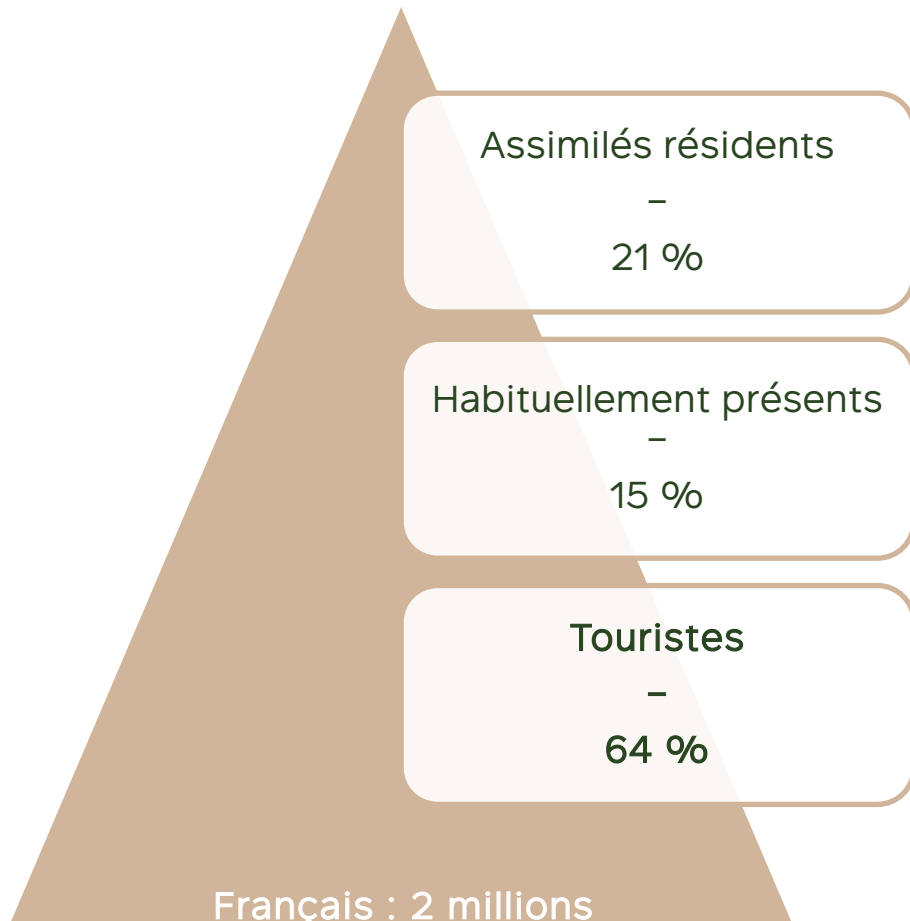 Assimilés résidents
–
21 %
Habituellement présents
–
15 %
Touristes
–
64 %
Français : 2 millions